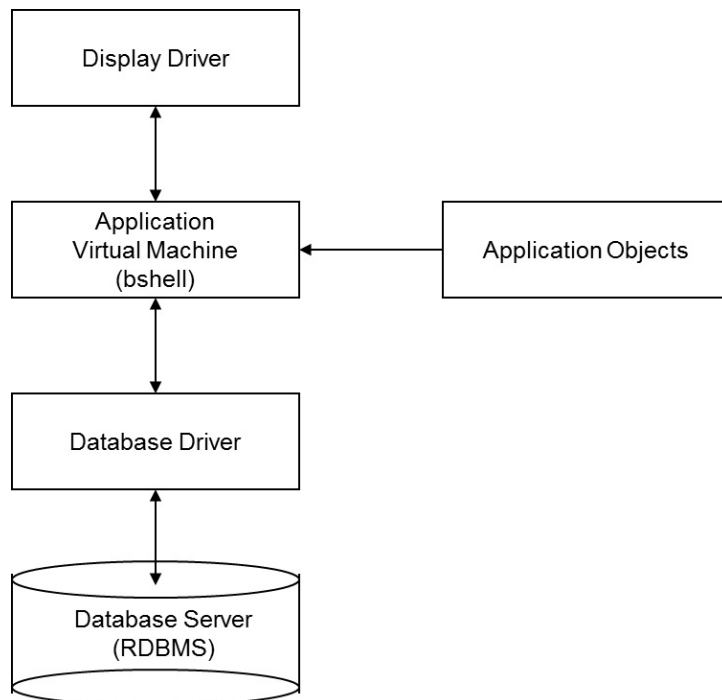 Display Driver
Application
Virtual Machine
(bshell)
Application Objects
Database Driver
Database Server
(RDBMS)